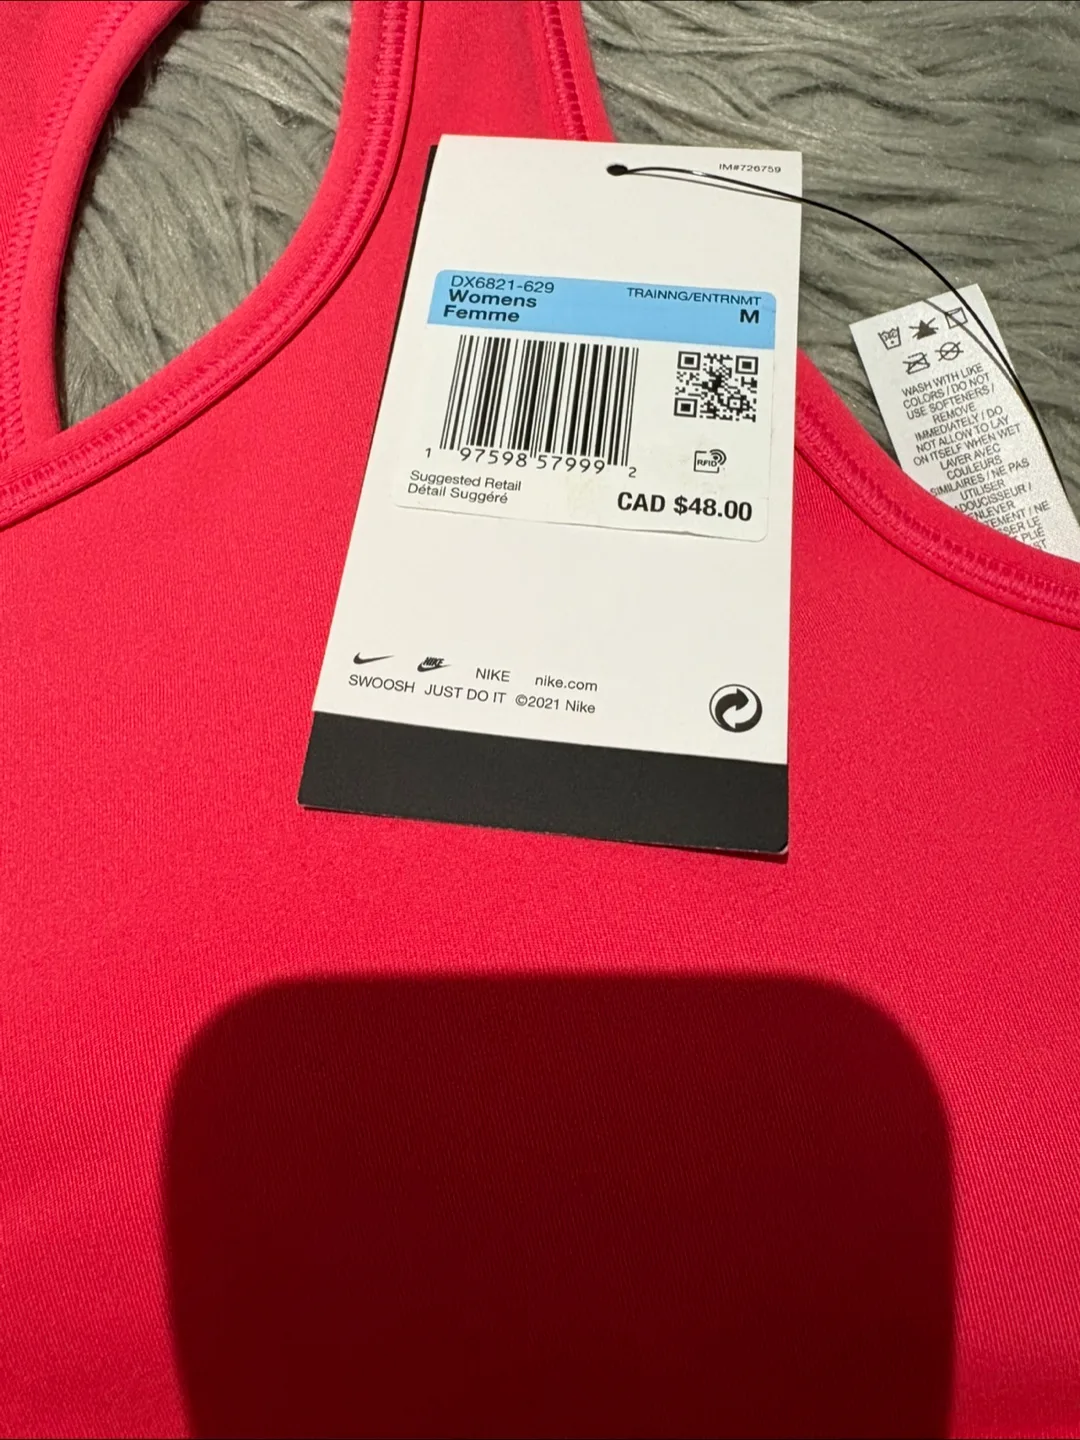 IM#726759
DX6821-629
Womens
Femme
TRAINNG/ENTRNMT
M
1 97598 57999 2
RFID
Suggested Retail
Détail Suggéré
CAD $48.00
NIKE
NIKE
nike.com
SWOOSH JUST DO IT ©2021 Nike
WASH WITH LIKE
COLORS / DO NOT
USE SOFTENERS /
REMOVE
IMMEDIATELY / DO
NOT ALLOW TO LAY
ON ITSELF WHEN WET
LAVER AVEC
COULEURS
SIMILAIRES / NE PAS
UTILISER